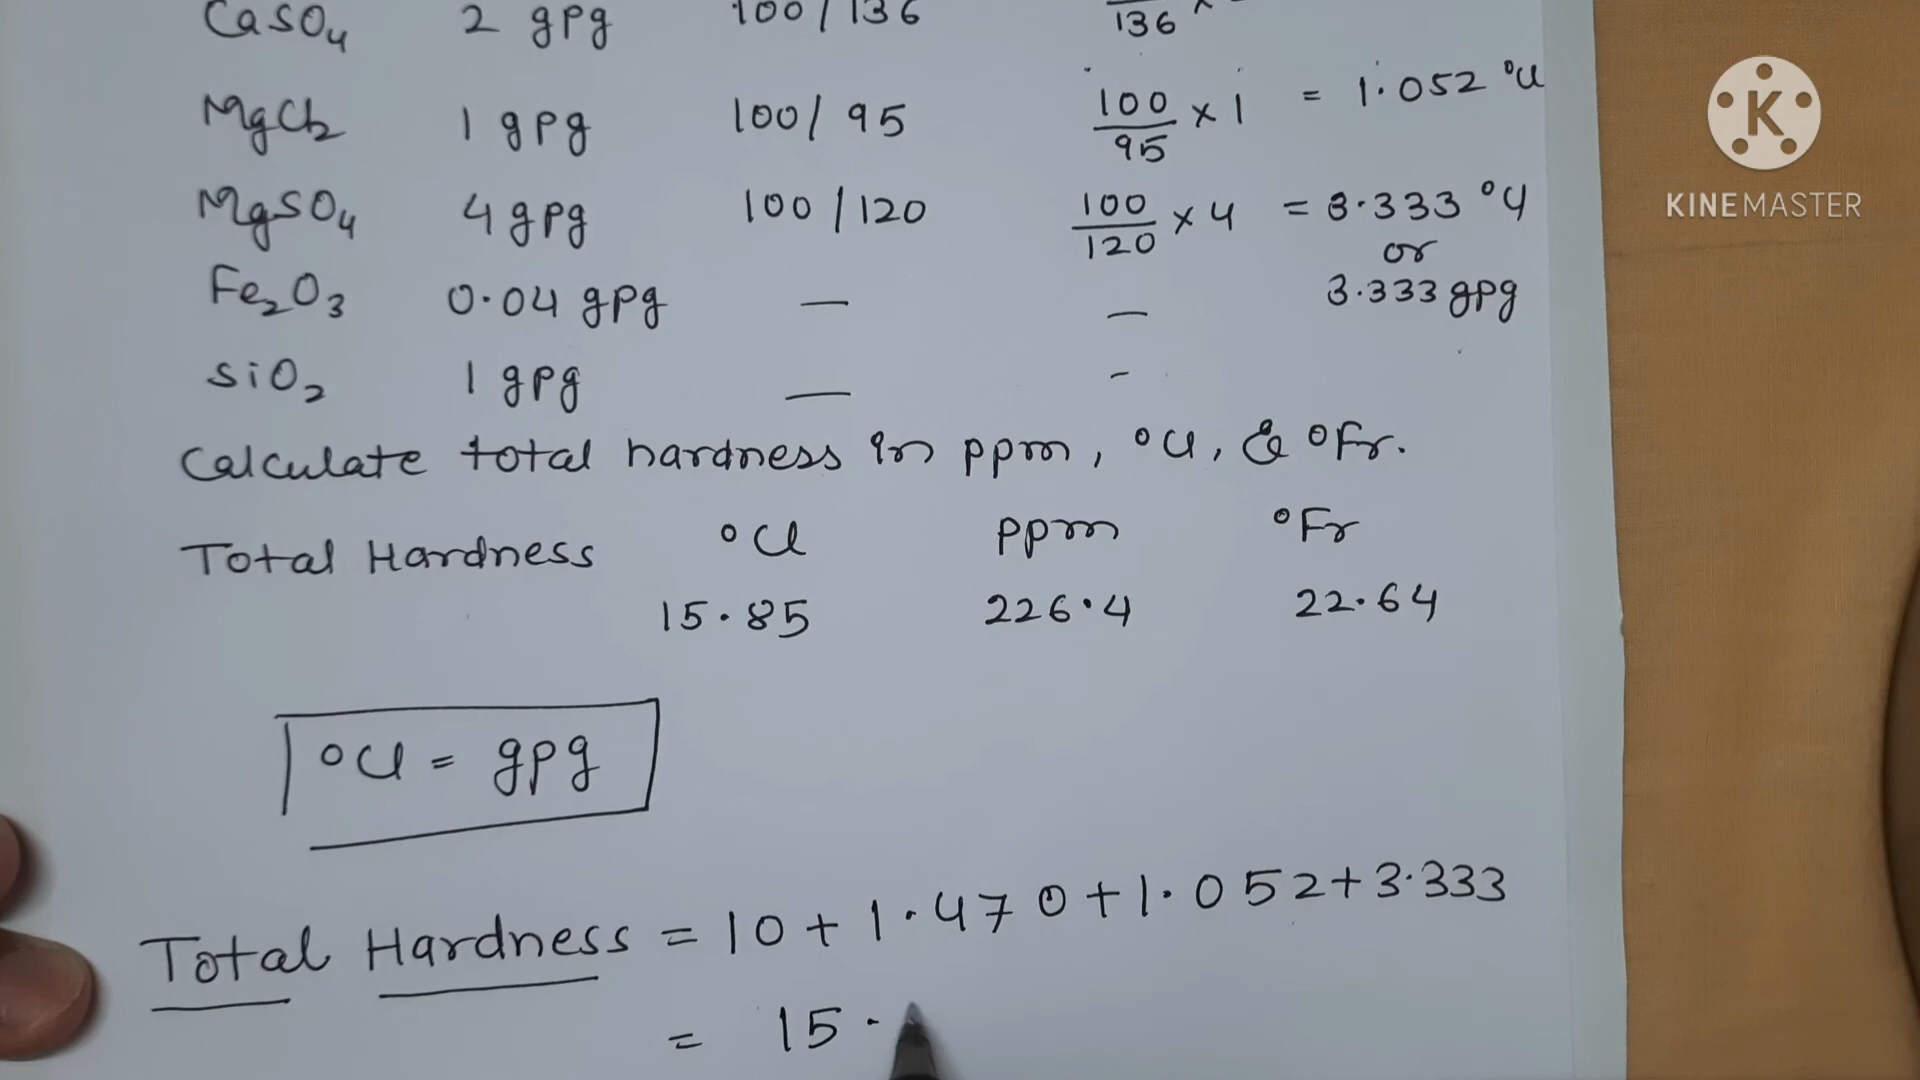 CaSO4 2 gpg 100/136 136 ×
MgCl2 1 gpg 100/95 100/95 × 1 = 1.052 °Cl
MgSO4 4 gpg 100/120 100/120 × 4 = 3.333 °Cl
or
Fe2O3 0.04 gpg — — 3.333 gpg
SiO2 1 gpg — -
Calculate total hardness in ppm, °Cl, & °Fr.
Total Hardness °Cl ppm °Fr
15.85 226.4 22.64
°Cl = gpg
Total Hardness = 10 + 1.470 + 1.052 + 3.333
= 15.
K
KINEMASTER